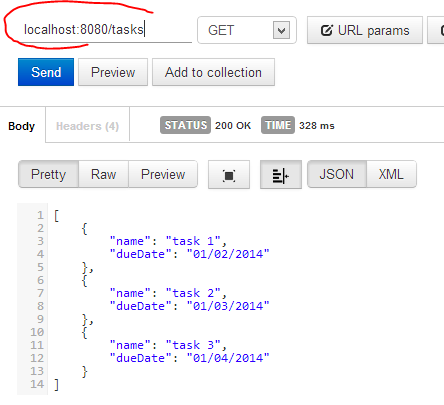 localhost:8080/tasks GET URL params
Send Preview Add to collection
Body Headers (4) STATUS 200 OK TIME 328 ms
Pretty Raw Preview JSON XML
1 [
2 {
3 "name": "task 1",
4 "dueDate": "01/02/2014"
5 },
6 {
7 "name": "task 2",
8 "dueDate": "01/03/2014"
9 },
10 {
11 "name": "task 3",
12 "dueDate": "01/04/2014"
13 }
14 ]